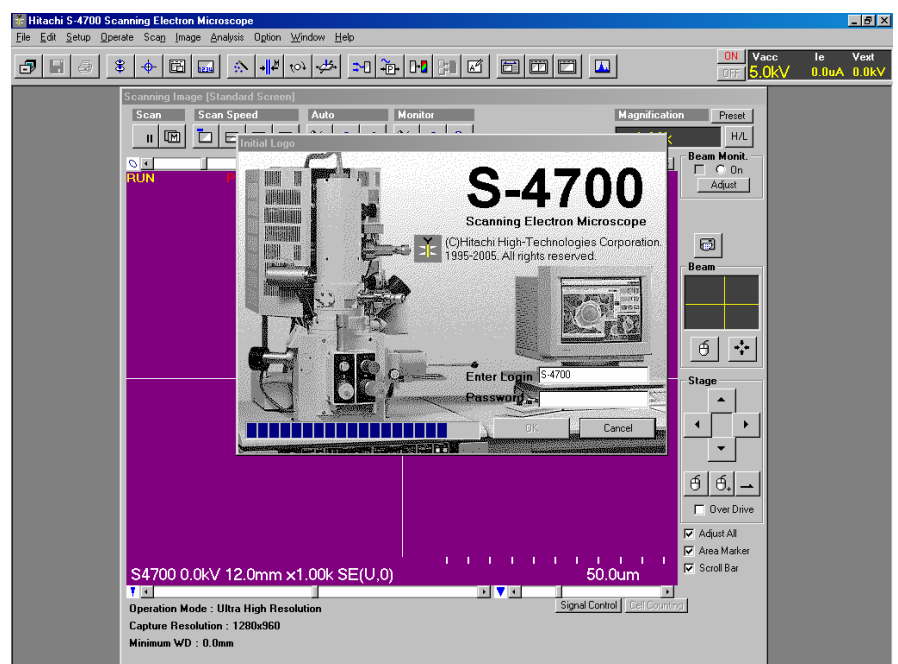 Hitachi S-4700 Scanning Electron Microscope
File Edit Setup Operate Scan Image Analysis Option Window Help
ON Vacc Ie Vext
OFF 5.0kV 0.0uA 0.0kV
Scanning Image [Standard Screen]
Scan Scan Speed Auto Monitor Magnification Preset
H/L
Initial Logo
Beam Monit.
On
Adjust
RUN
S-4700
Scanning Electron Microscope
(C)Hitachi High-Technologies Corporation.
1995-2005. All rights reserved.
Beam
Enter Login S-4700
Password
OK Cancel
Stage
Over Drive
Adjust All
Area Marker
Scroll Bar
S4700 0.0kV 12.0mm x1.00k SE(U,0) 50.0um
Signal Control Cell Counting
Operation Mode : Ultra High Resolution
Capture Resolution : 1280x960
Minimum WD : 0.0mm